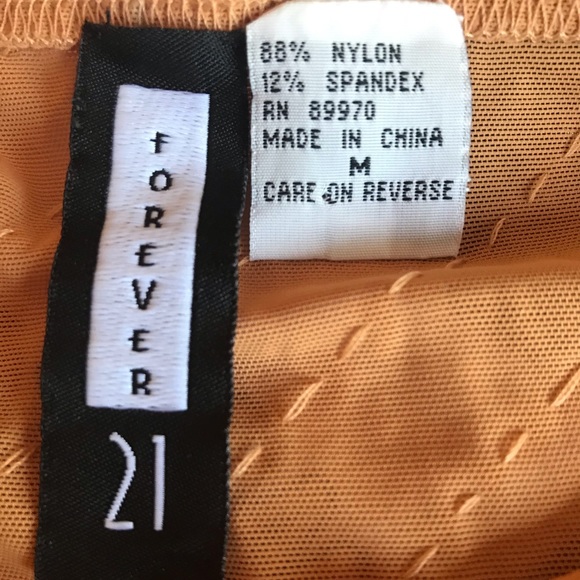 FOREVER
21
88% NYLON
12% SPANDEX
RN 89970
MADE IN CHINA
M
CARE ON REVERSE